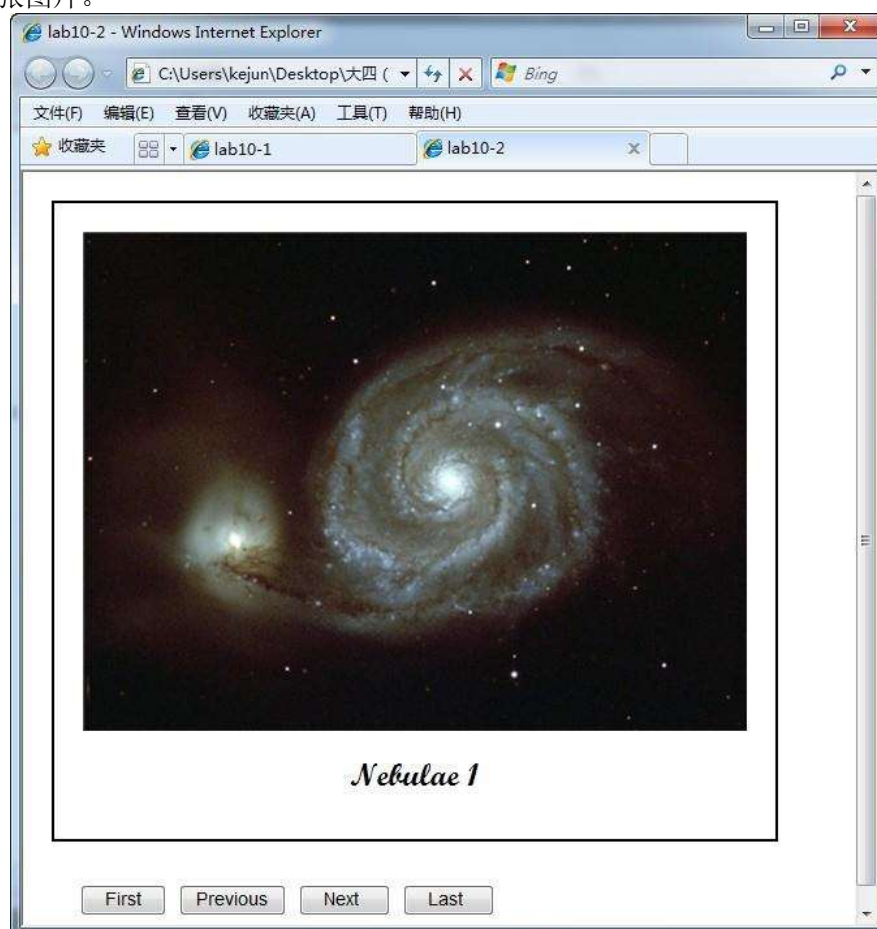 张图片。
lab10-2 - Windows Internet Explorer
C:\Users\kejun\Desktop\大四 (
Bing
文件(F) 编辑(E) 查看(V) 收藏夹(A) 工具(T) 帮助(H)
收藏夹 lab10-1 lab10-2
Nebulae 1
First Previous Next Last